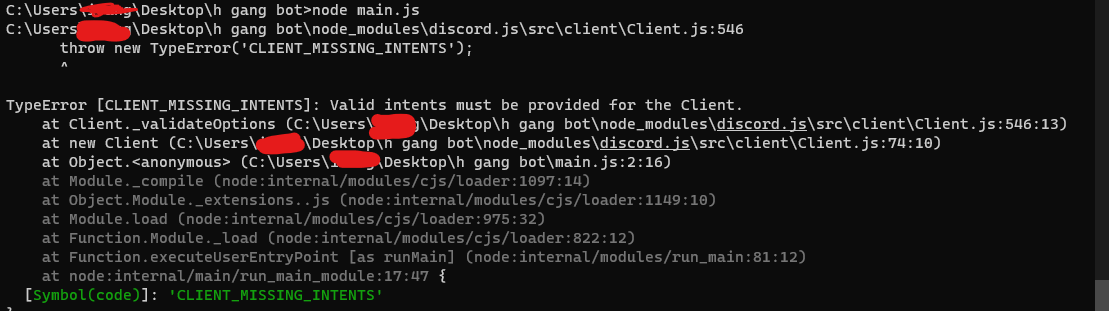 C:\Users\ \Desktop\h gang bot>node main.js
C:\Users g\Desktop\h gang bot\node_modules\discord.js\src\client\Client.js:546
throw new TypeError('CLIENT_MISSING_INTENTS');
^
TypeError [CLIENT_MISSING_INTENTS]: Valid intents must be provided for the Client.
at Client._validateOptions (C:\Users\ g\Desktop\h gang bot\node_modules\discord.js\src\client\Client.js:546:13)
at new Client (C:\Users\ \Desktop\h gang bot\node_modules\discord.js\src\client\Client.js:74:10)
at Object.<anonymous> (C:\Users\ g\Desktop\h gang bot\main.js:2:16)
at Module._compile (node:internal/modules/cjs/loader:1097:14)
at Object.Module._extensions..js (node:internal/modules/cjs/loader:1149:10)
at Module.load (node:internal/modules/cjs/loader:975:32)
at Function.Module._load (node:internal/modules/cjs/loader:822:12)
at Function.executeUserEntryPoint [as runMain] (node:internal/modules/run_main:81:12)
at node:internal/main/run_main_module:17:47 {
[Symbol(code)]: 'CLIENT_MISSING_INTENTS'